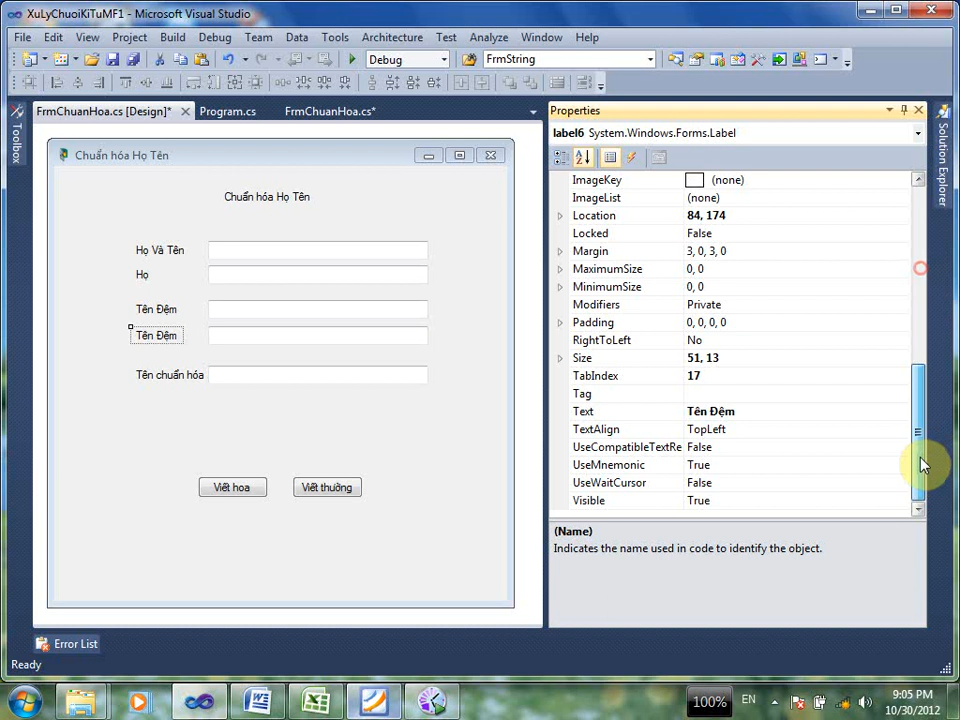 XuLyChuoiKiTuMF1 - Microsoft Visual Studio
File Edit View Project Build Debug Team Data Tools Architecture Test Analyze Window Help
Debug FrmString
FrmChuanHoa.cs [Design]* Program.cs FrmChuanHoa.cs*
Toolbox
Chuẩn hóa Họ Tên
Chuẩn hóa Họ Tên
Họ Và Tên
Họ
Tên Đệm
Tên Đệm
Tên chuẩn hóa
Viết hoa Viết thường
Properties
label6 System.Windows.Forms.Label
ImageKey (none)
ImageList (none)
Location 84, 174
Locked False
Margin 3, 0, 3, 0
MaximumSize 0, 0
MinimumSize 0, 0
Modifiers Private
Padding 0, 0, 0, 0
RightToLeft No
Size 51, 13
TabIndex 17
Tag
Text Tên Đệm
TextAlign TopLeft
UseCompatibleTextRe False
UseMnemonic True
UseWaitCursor False
Visible True
(Name)
Indicates the name used in code to identify the object.
Solution Explorer
Error List
Ready
100% EN 9:05 PM
10/30/2012